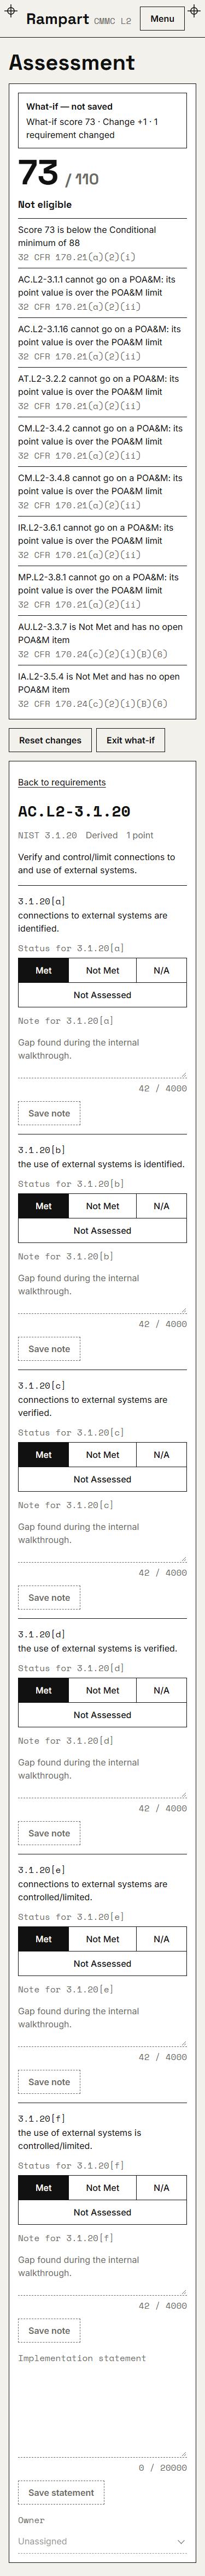 Rampart CMMC L2 Menu
Assessment
What-if — not saved
What-if score 73 · Change +1 · 1
requirement changed
73 / 110
Not eligible
Score 73 is below the Conditional
minimum of 88
32 CFR 170.21(a)(2)(i)
AC.L2-3.1.1 cannot go on a POA&M: its
point value is over the POA&M limit
32 CFR 170.21(a)(2)(ii)
AC.L2-3.1.16 cannot go on a POA&M: its
point value is over the POA&M limit
32 CFR 170.21(a)(2)(ii)
AT.L2-3.2.2 cannot go on a POA&M: its
point value is over the POA&M limit
32 CFR 170.21(a)(2)(ii)
CM.L2-3.4.2 cannot go on a POA&M: its
point value is over the POA&M limit
32 CFR 170.21(a)(2)(ii)
CM.L2-3.4.8 cannot go on a POA&M: its
point value is over the POA&M limit
32 CFR 170.21(a)(2)(ii)
IR.L2-3.6.1 cannot go on a POA&M: its
point value is over the POA&M limit
32 CFR 170.21(a)(2)(ii)
MP.L2-3.8.1 cannot go on a POA&M: its
point value is over the POA&M limit
32 CFR 170.21(a)(2)(ii)
AU.L2-3.3.7 is Not Met and has no open
POA&M item
32 CFR 170.24(c)(2)(i)(B)(6)
IA.L2-3.5.4 is Not Met and has no open
POA&M item
32 CFR 170.24(c)(2)(i)(B)(6)
Reset changes Exit what-if
Back to requirements
AC.L2-3.1.20
NIST 3.1.20 Derived 1 point
Verify and control/limit connections to
and use of external systems.
3.1.20[a]
connections to external systems are
identified.
Status for 3.1.20[a]
Met Not Met N/A
Not Assessed
Note for 3.1.20[a]
Gap found during the internal
walkthrough.
42 / 4000
Save note
3.1.20[b]
the use of external systems is identified.
Status for 3.1.20[b]
Met Not Met N/A
Not Assessed
Note for 3.1.20[b]
Gap found during the internal
walkthrough.
42 / 4000
Save note
3.1.20[c]
connections to external systems are
verified.
Status for 3.1.20[c]
Met Not Met N/A
Not Assessed
Note for 3.1.20[c]
Gap found during the internal
walkthrough.
42 / 4000
Save note
3.1.20[d]
the use of external systems is verified.
Status for 3.1.20[d]
Met Not Met N/A
Not Assessed
Note for 3.1.20[d]
Gap found during the internal
walkthrough.
42 / 4000
Save note
3.1.20[e]
connections to external systems are
controlled/limited.
Status for 3.1.20[e]
Met Not Met N/A
Not Assessed
Note for 3.1.20[e]
Gap found during the internal
walkthrough.
42 / 4000
Save note
3.1.20[f]
the use of external systems is
controlled/limited.
Status for 3.1.20[f]
Met Not Met N/A
Not Assessed
Note for 3.1.20[f]
Gap found during the internal
walkthrough.
42 / 4000
Save note
Implementation statement
0 / 20000
Save statement
Owner
Unassigned